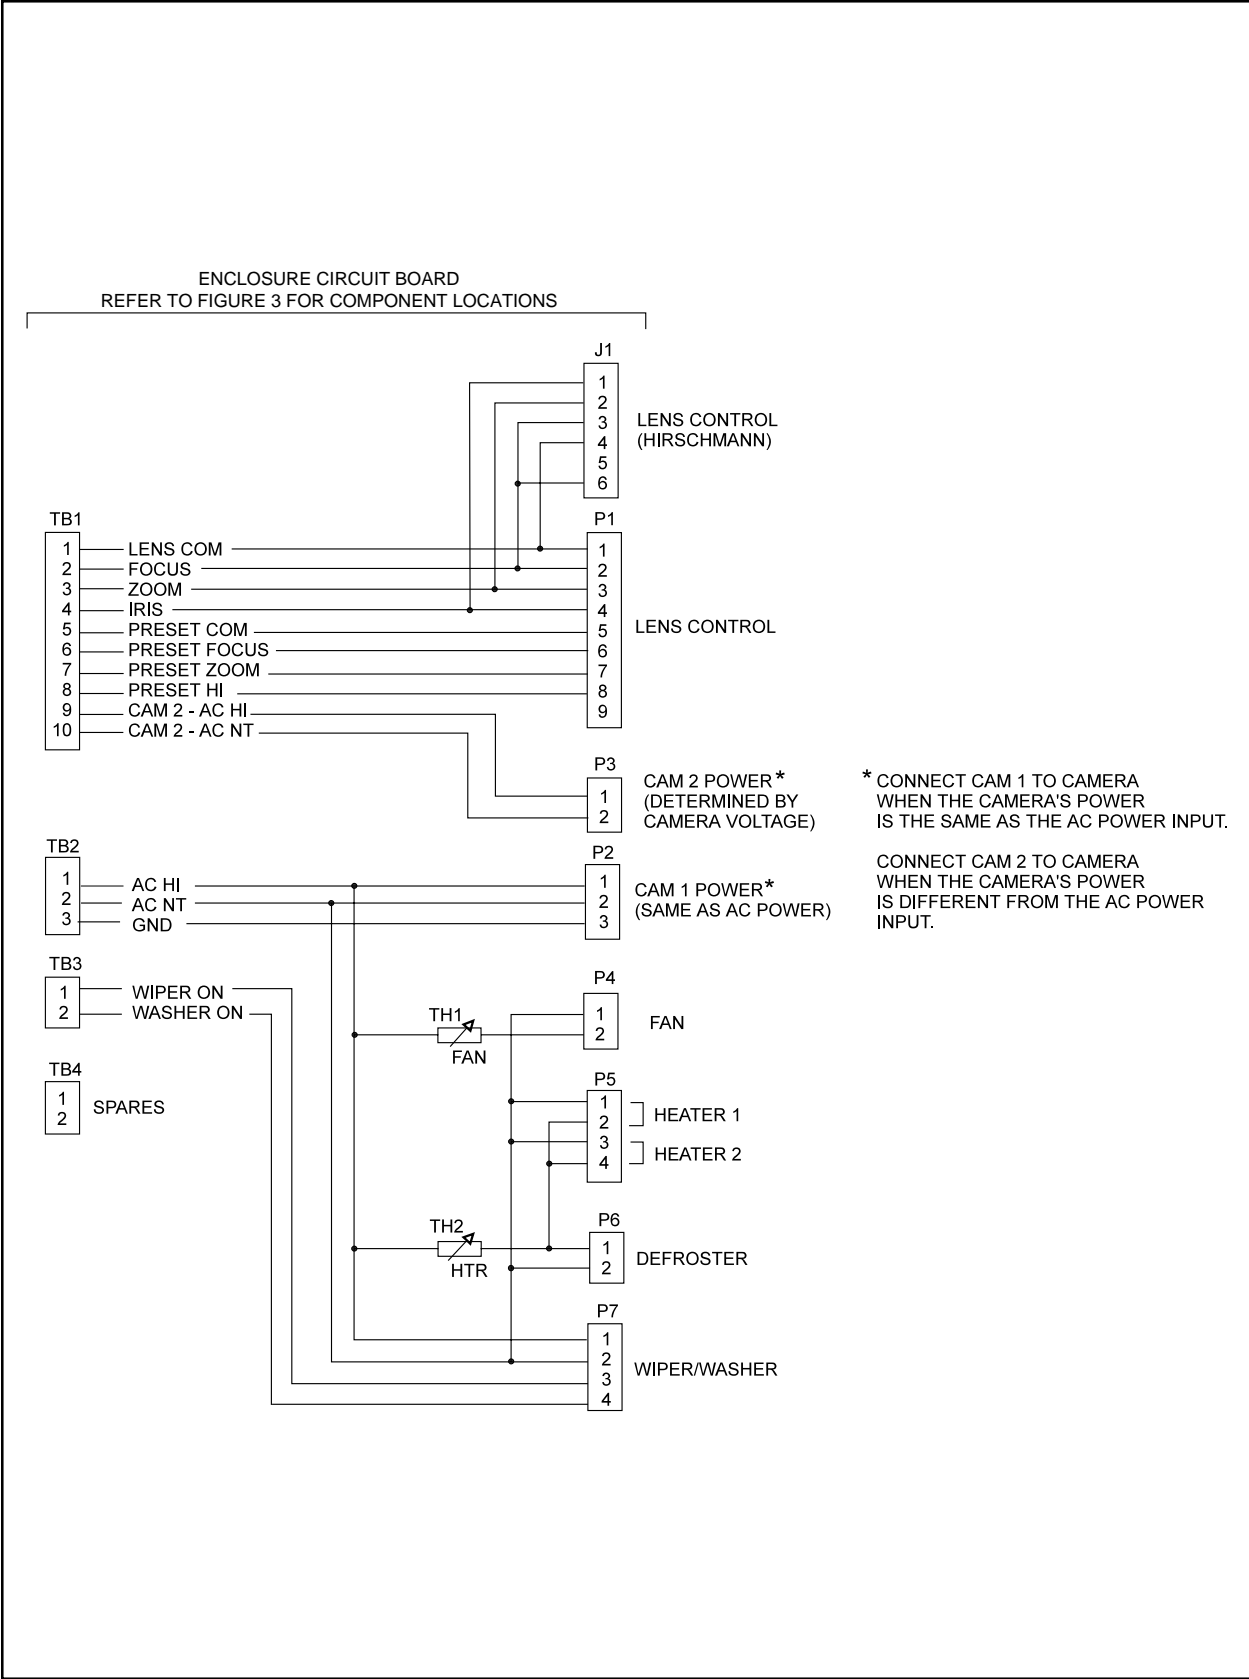 ENCLOSURE CIRCUIT BOARD
REFER TO FIGURE 3 FOR COMPONENT LOCATIONS
J1
1
2
3
4
5
6
LENS CONTROL
(HIRSCHMANN)
TB1
1 LENS COM
2 FOCUS
3 ZOOM
4 IRIS
5 PRESET COM
6 PRESET FOCUS
7 PRESET ZOOM
8 PRESET HI
9 CAM 2 - AC HI
10 CAM 2 - AC NT
P1
1
2
3
4
5
6
7
8
9
LENS CONTROL
P3
1
2
CAM 2 POWER*
(DETERMINED BY
CAMERA VOLTAGE)
* CONNECT CAM 1 TO CAMERA
WHEN THE CAMERA'S POWER
IS THE SAME AS THE AC POWER INPUT.
CONNECT CAM 2 TO CAMERA
WHEN THE CAMERA'S POWER
IS DIFFERENT FROM THE AC POWER
INPUT.
TB2
1 AC HI
2 AC NT
3 GND
P2
1
2
3
CAM 1 POWER*
(SAME AS AC POWER)
TB3
1 WIPER ON
2 WASHER ON
P4
1
2
FAN
TH1
FAN
TB4
1
2
SPARES
P5
1
2
3
4
HEATER 1
HEATER 2
TH2
HTR
P6
1
2
DEFROSTER
P7
1
2
3
4
WIPER/WASHER